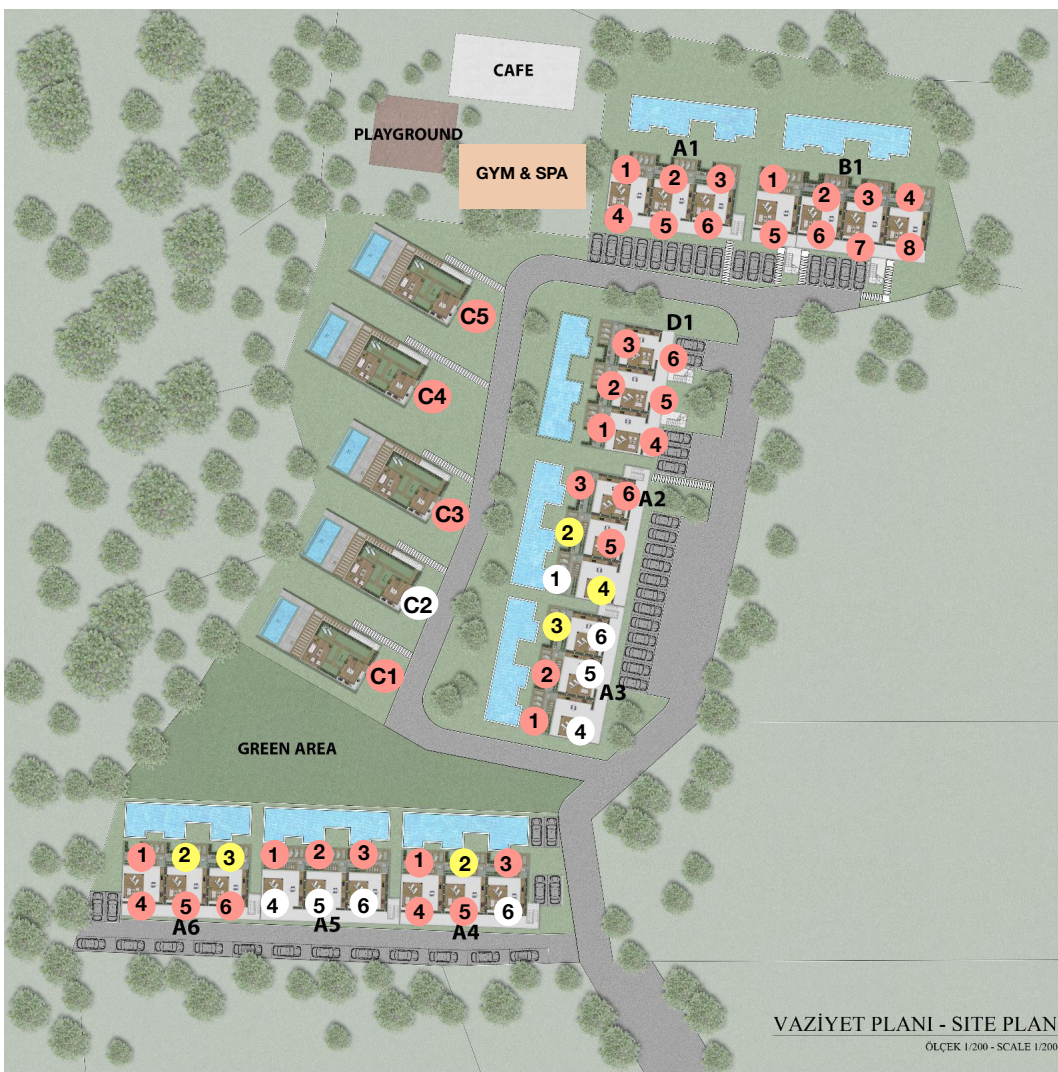 CAFE
PLAYGROUND
GYM & SPA
A1
1
2
3
4
5
6
B1
1
2
3
4
5
6
7
8
C5
C4
C3
C2
C1
D1
3
6
2
5
1
4
A2
3
6
2
5
1
4
A3
3
6
2
5
1
4
GREEN AREA
1
2
3
4
5
6
A6
1
2
3
4
5
6
A5
1
2
3
4
5
6
A4
VAZİYET PLANI - SITE PLAN
ÖLÇEK 1/200 - SCALE 1/200